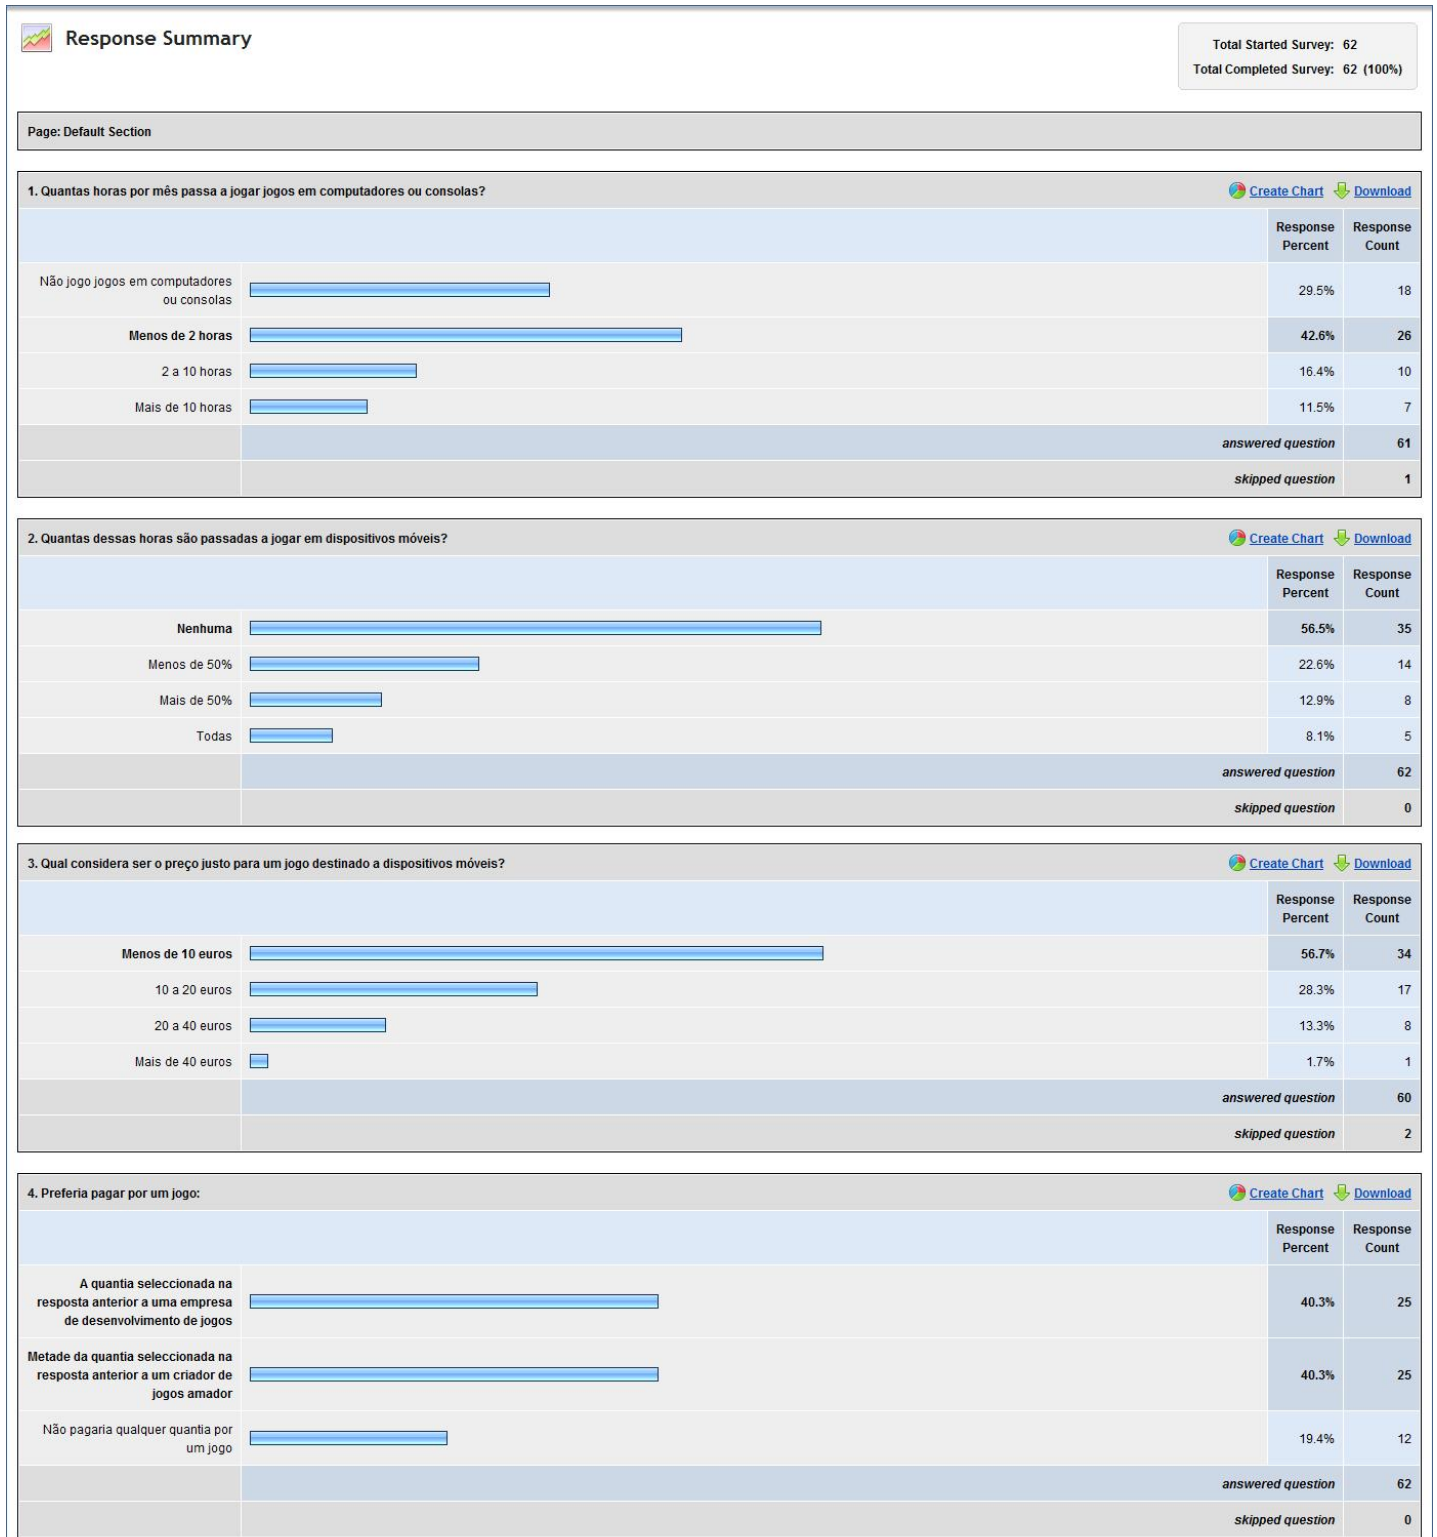 Response Summary
Total Started Survey: 62
Total Completed Survey: 62 (100%)
Page: Default Section
1. Quantas horas por mês passa a jogar jogos em computadores ou consolas? Create Chart Download
Response Response
Percent Count
Não jogo jogos em computadores
ou consolas 29.5% 18
Menos de 2 horas 42.6% 26
2 a 10 horas 16.4% 10
Mais de 10 horas 11.5% 7
answered question 61
skipped question 1
2. Quantas dessas horas são passadas a jogar em dispositivos móveis? Create Chart Download
Response Response
Percent Count
Nenhuma 56.5% 35
Menos de 50% 22.6% 14
Mais de 50% 12.9% 8
Todas 8.1% 5
answered question 62
skipped question 0
3. Qual considera ser o preço justo para um jogo destinado a dispositivos móveis? Create Chart Download
Response Response
Percent Count
Menos de 10 euros 56.7% 34
10 a 20 euros 28.3% 17
20 a 40 euros 13.3% 8
Mais de 40 euros 1.7% 1
answered question 60
skipped question 2
4. Preferia pagar por um jogo: Create Chart Download
Response Response
Percent Count
A quantia seleccionada na
resposta anterior a uma empresa 40.3% 25
de desenvolvimento de jogos
Metade da quantia seleccionada na
resposta anterior a um criador de 40.3% 25
jogos amador
Não pagaria qualquer quantia por
um jogo 19.4% 12
answered question 62
skipped question 0